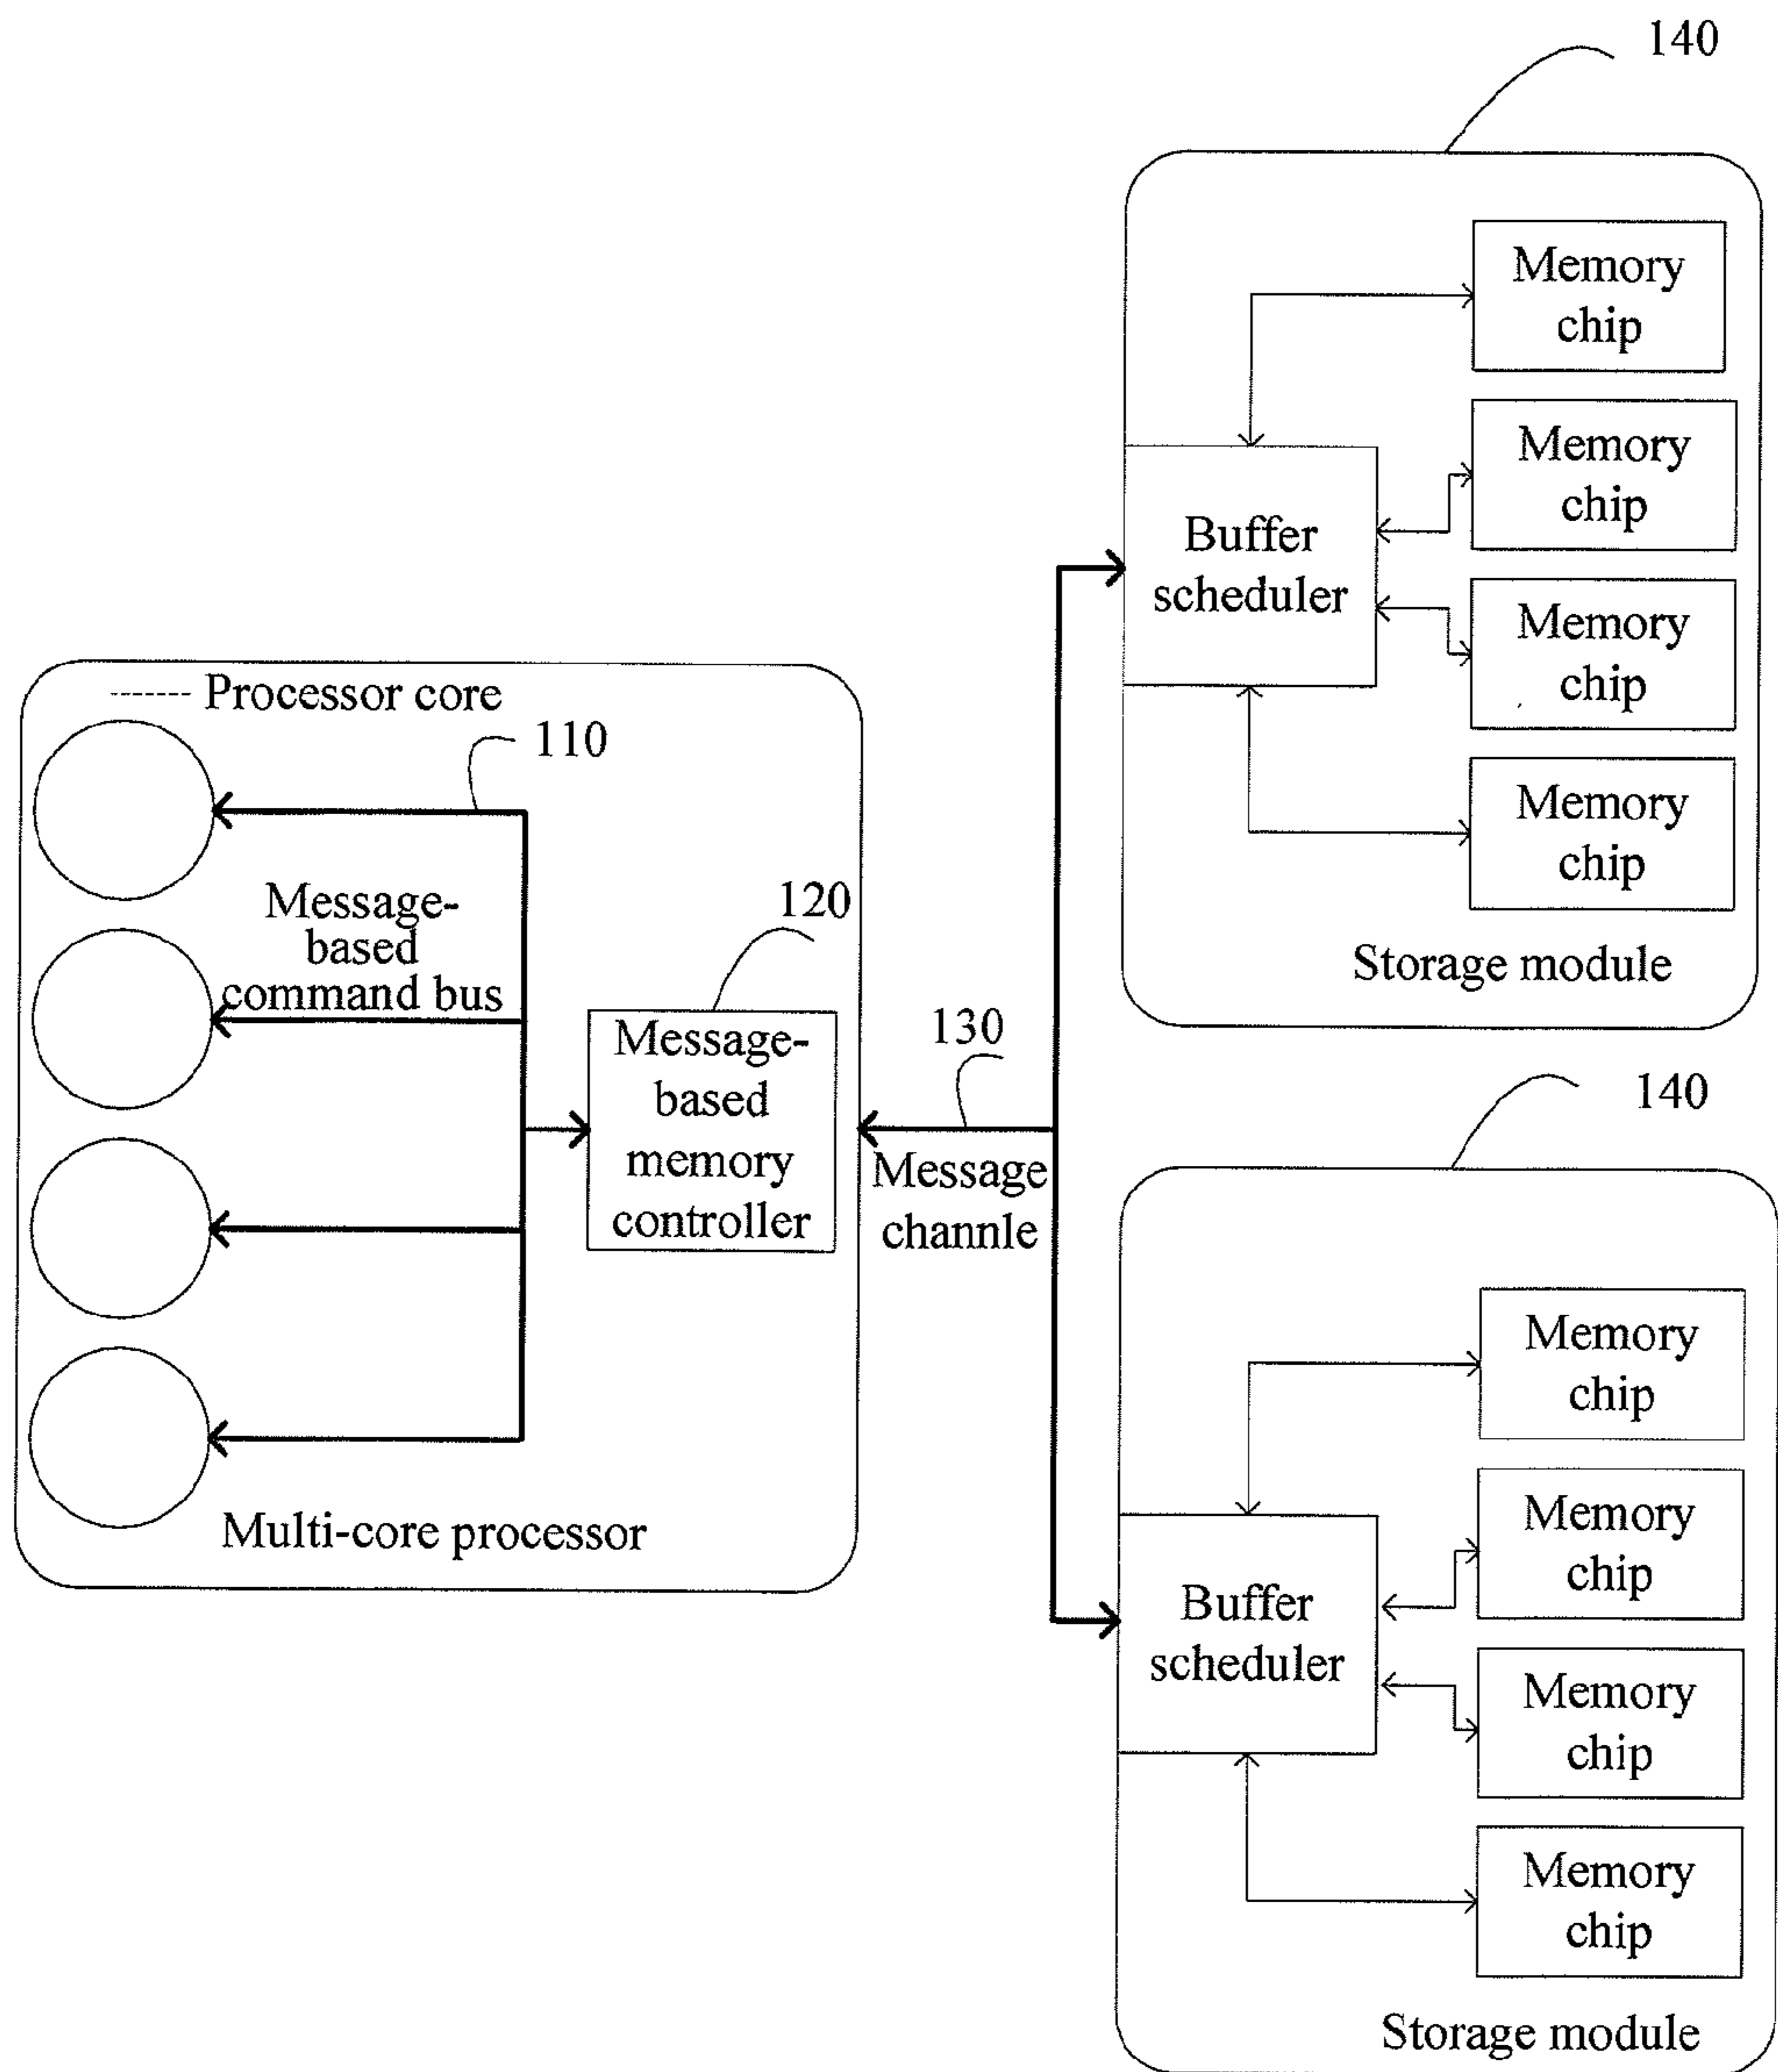 140
Memory
chip
Memory
chip
Buffer
scheduler
Memory
chip
Memory
chip
Storage module
Processor core
110
Message-
based
command bus
120
Message-
based
memory
controller
Multi-core processor
130
Message
channle
140
Memory
chip
Memory
chip
Buffer
scheduler
Memory
chip
Memory
chip
Storage module